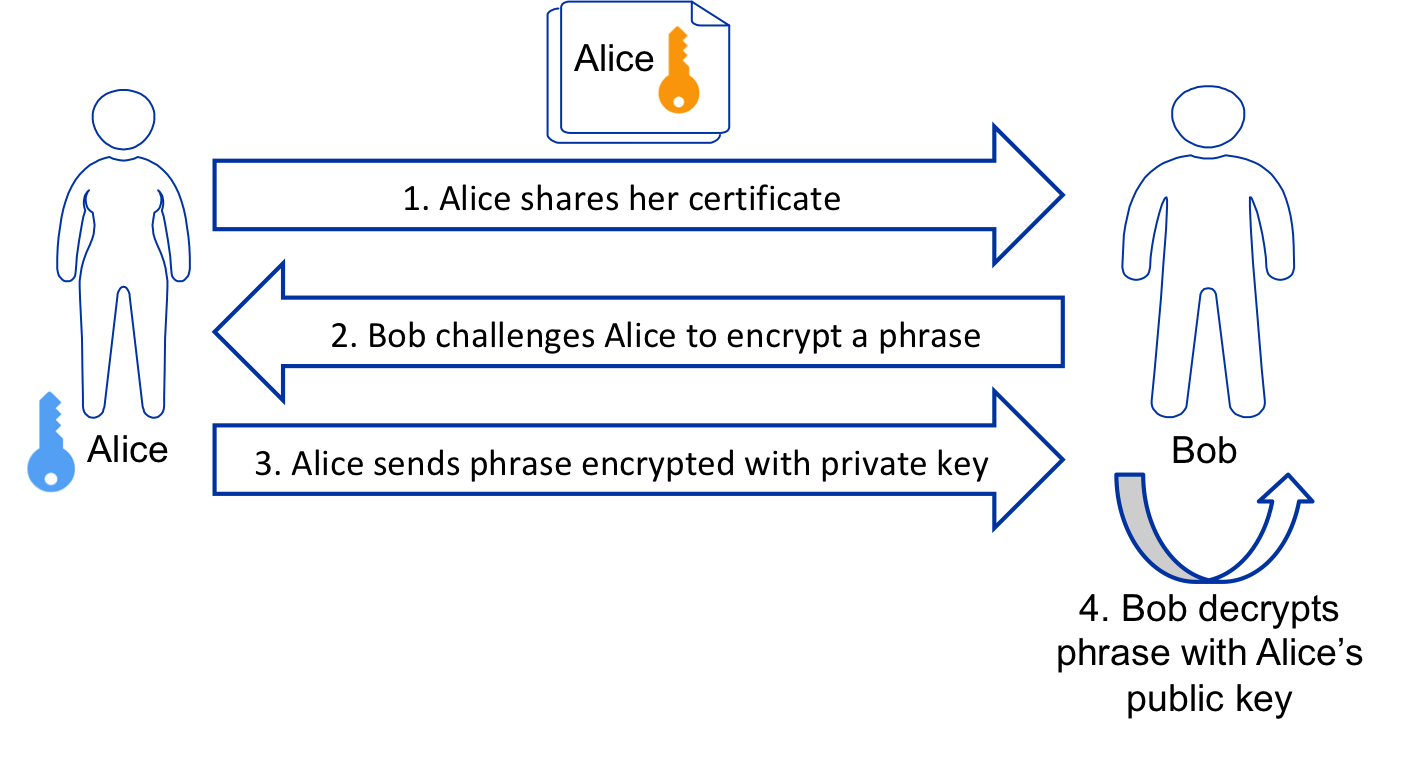 Alice
1. Alice shares her certificate
2. Bob challenges Alice to encrypt a phrase
3. Alice sends phrase encrypted with private key
Alice
Bob
4. Bob decrypts
phrase with Alice’s
public key